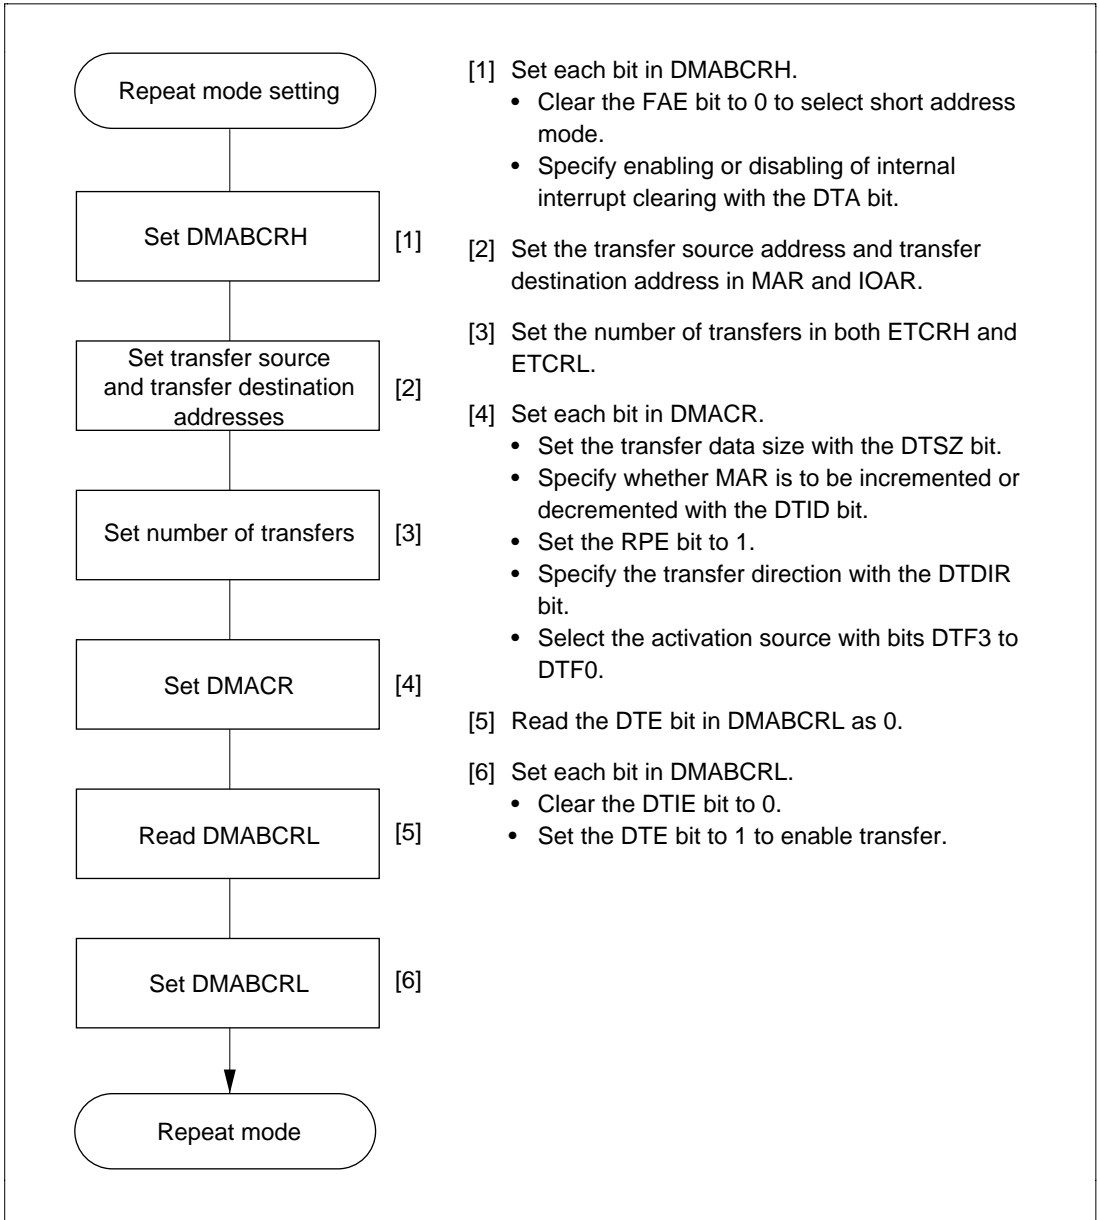 Repeat mode setting
Set DMABCRH
[1]
Set transfer source
and transfer destination
addresses
[2]
Set number of transfers
[3]
Set DMACR
[4]
Read DMABCRL
[5]
Set DMABCRL
[6]
Repeat mode
[1] Set each bit in DMABCRH.
• Clear the FAE bit to 0 to select short address
mode.
• Specify enabling or disabling of internal
interrupt clearing with the DTA bit.
[2] Set the transfer source address and transfer
destination address in MAR and IOAR.
[3] Set the number of transfers in both ETCRH and
ETCRL.
[4] Set each bit in DMACR.
• Set the transfer data size with the DTSZ bit.
• Specify whether MAR is to be incremented or
decremented with the DTID bit.
• Set the RPE bit to 1.
• Specify the transfer direction with the DTDIR
bit.
• Select the activation source with bits DTF3 to
DTF0.
[5] Read the DTE bit in DMABCRL as 0.
[6] Set each bit in DMABCRL.
• Clear the DTIE bit to 0.
• Set the DTE bit to 1 to enable transfer.